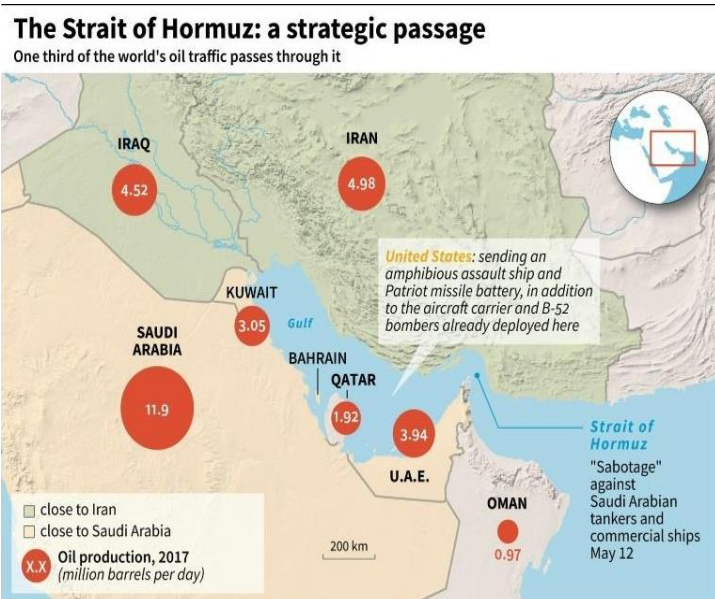 The Strait of Hormuz: a strategic passage
One third of the world's oil traffic passes through it
IRAQ
4.52
IRAN
4.98
United States: sending an
amphibious assault ship and
Patriot missile battery, in addition
to the aircraft carrier and B-52
bombers already deployed here
KUWAIT
3.05
Gulf
SAUDI
ARABIA
11.9
BAHRAIN
QATAR
1.92
3.94
U.A.E.
Strait of
Hormuz
"Sabotage"
against
Saudi Arabian
tankers and
commercial ships
May 12
OMAN
0.97
close to Iran
close to Saudi Arabia
X.X
Oil production, 2017
(million barrels per day)
200 km